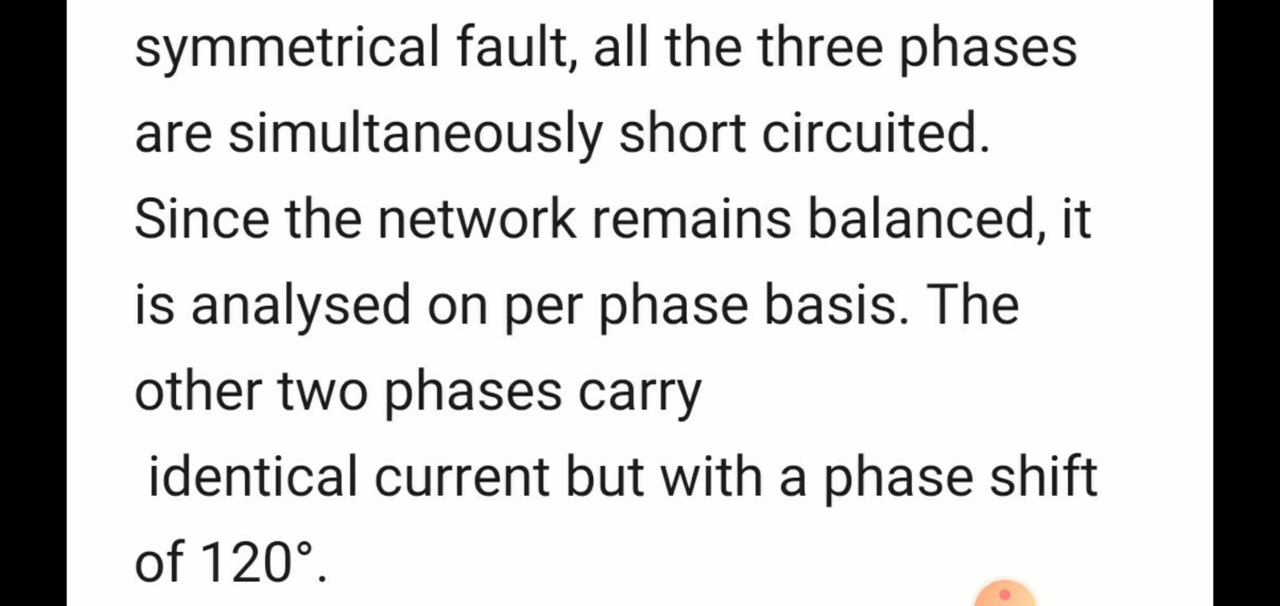 symmetrical fault, all the three phases
are simultaneously short circuited.
Since the network remains balanced, it
is analysed on per phase basis. The
other two phases carry
identical current but with a phase shift
of 120°.